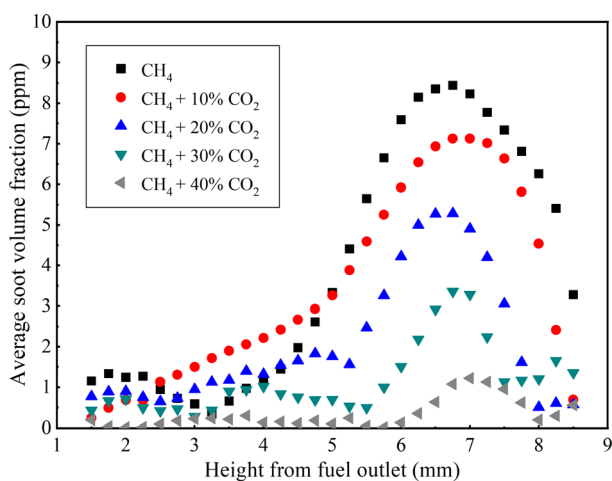 10
9
8
7
6
5
4
3
2
1
0
Average soot volume fraction (ppm)
CH₄
CH₄ + 10% CO₂
CH₄ + 20% CO₂
CH₄ + 30% CO₂
CH₄ + 40% CO₂
1 2 3 4 5 6 7 8 9
Height from fuel outlet (mm)